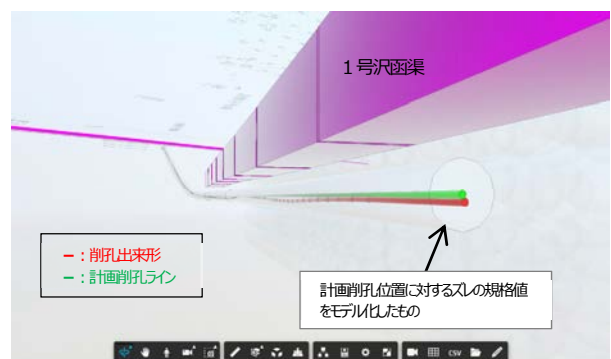 １号沢函渠
ー：削孔出来形
ー：計画削孔ライン
計画削孔位置に対するズレの規格値
をモデル化したもの
CSV